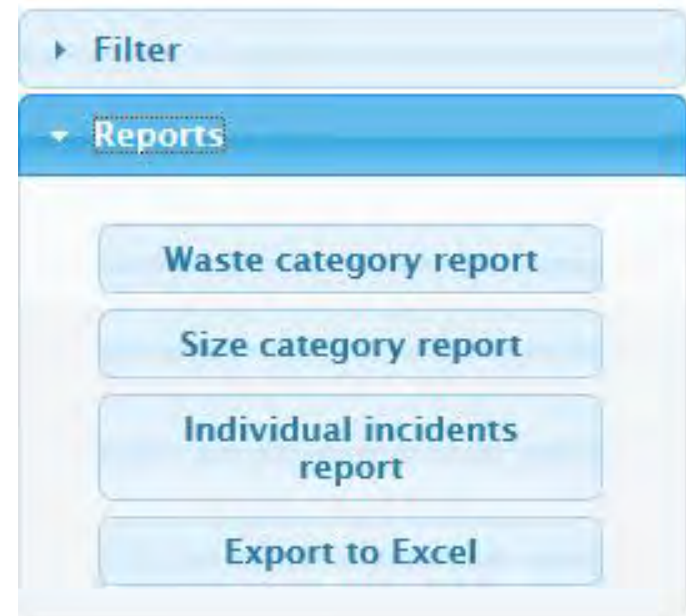 Filter
Reports
Waste category report
Size category report
Individual incidents
report
Export to Excel